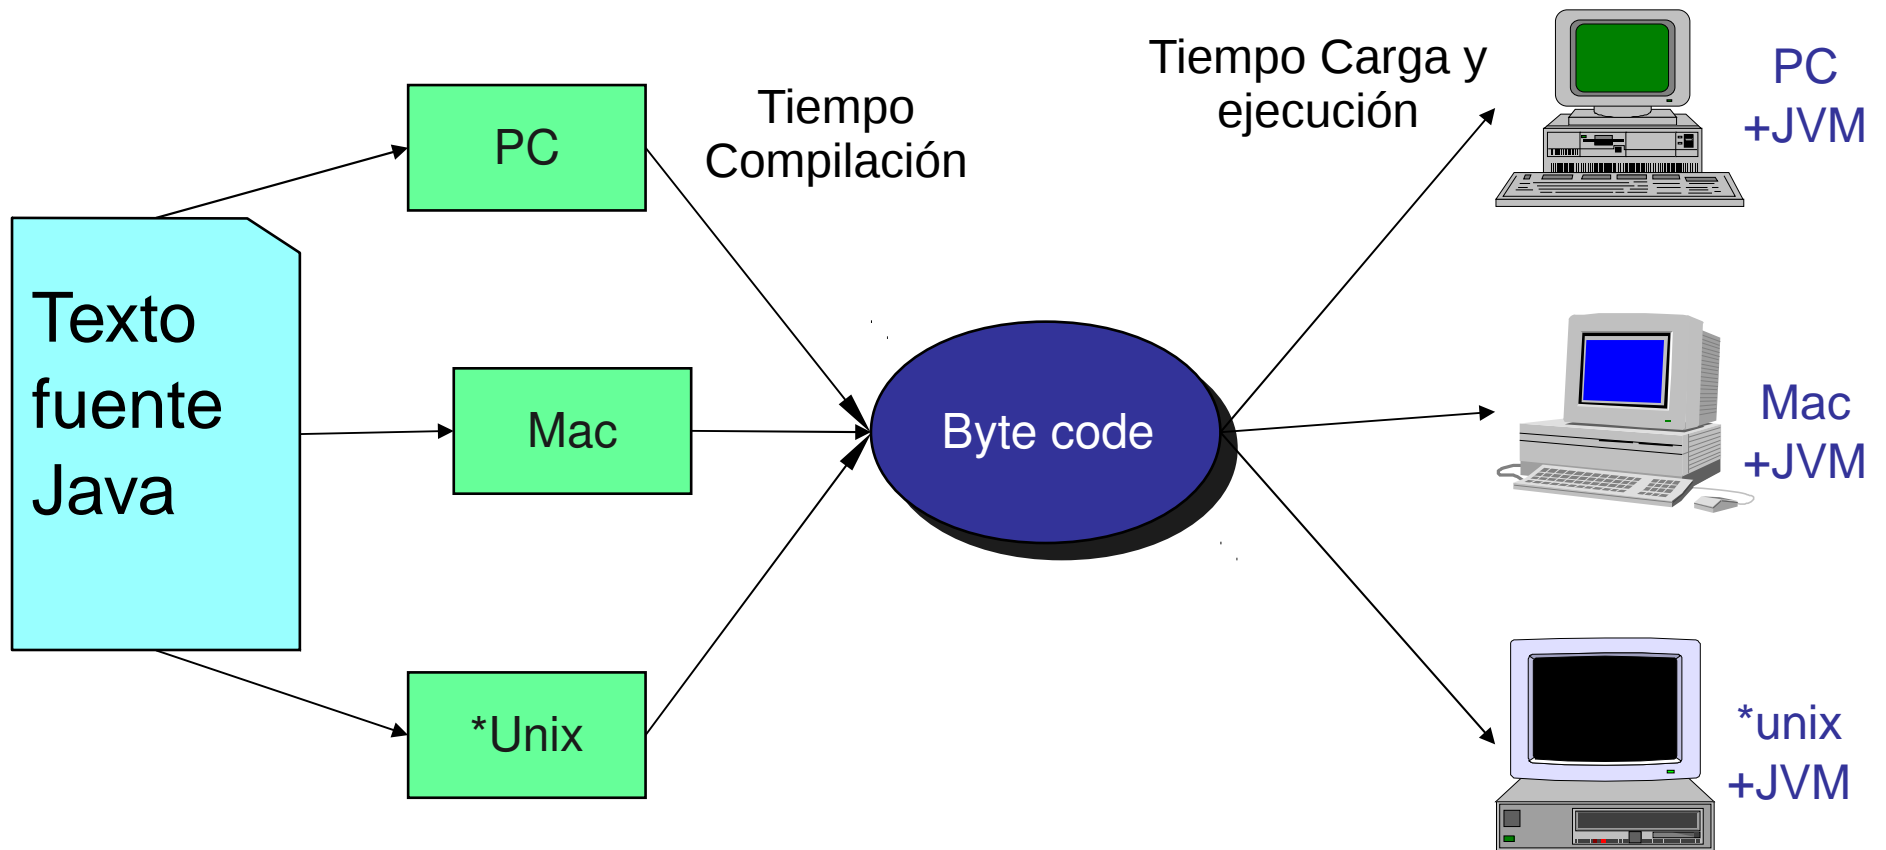 Texto
fuente
Java
PC
Mac
*Unix
Tiempo
Compilación
Byte code
Tiempo Carga y
ejecución
PC
+JVM
Mac
+JVM
*unix
+JVM